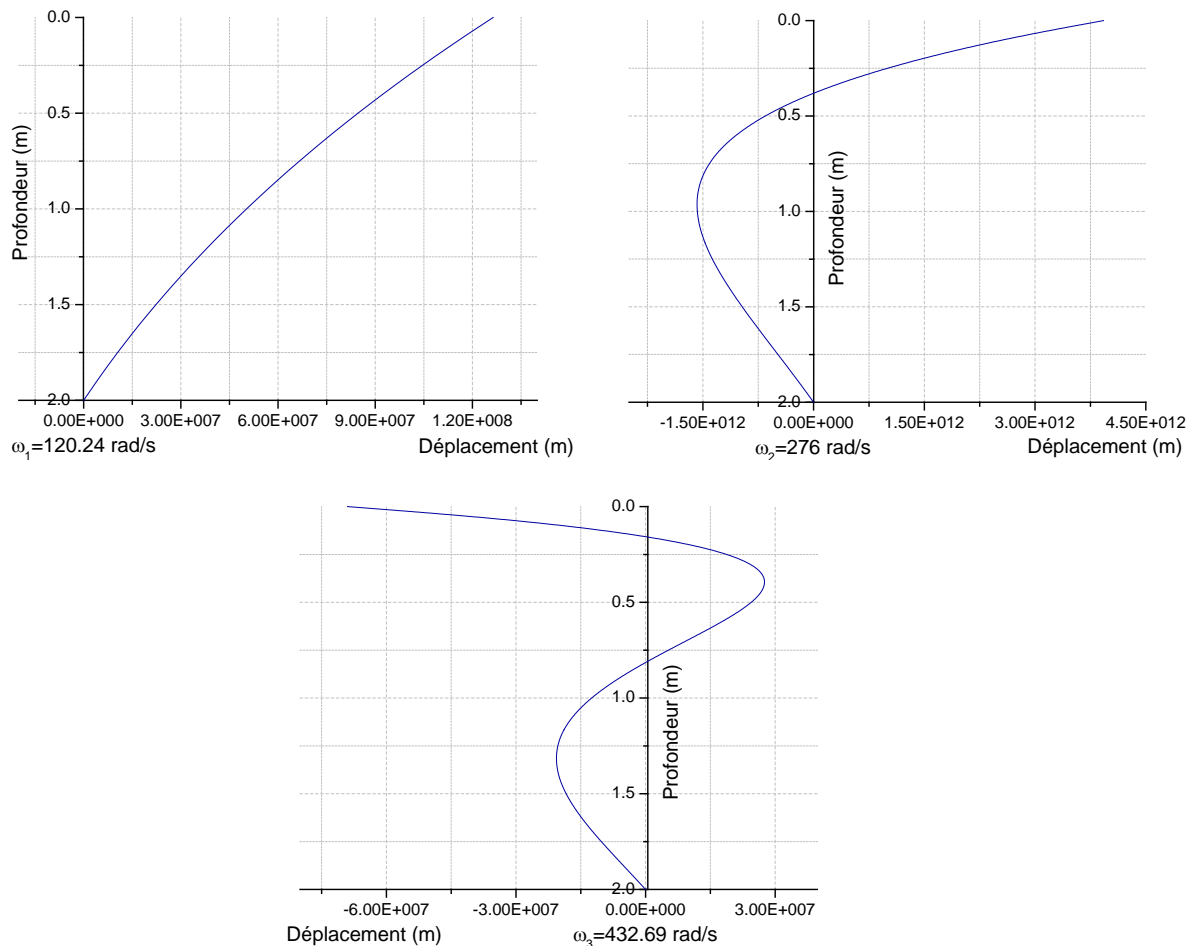 0.0
0.5
1.0
1.5
2.0
Profondeur (m)
0.00E+000 3.00E+007 6.00E+007 9.00E+007 1.20E+008
ω1=120.24 rad/s Déplacement (m)
0.0
0.5
1.0
1.5
2.0
Profondeur (m)
-1.50E+012 0.00E+000 1.50E+012 3.00E+012 4.50E+012
ω2=276 rad/s Déplacement (m)
0.0
0.5
1.0
1.5
2.0
Profondeur (m)
-6.00E+007 -3.00E+007 0.00E+000 3.00E+007
Déplacement (m) ω3=432.69 rad/s